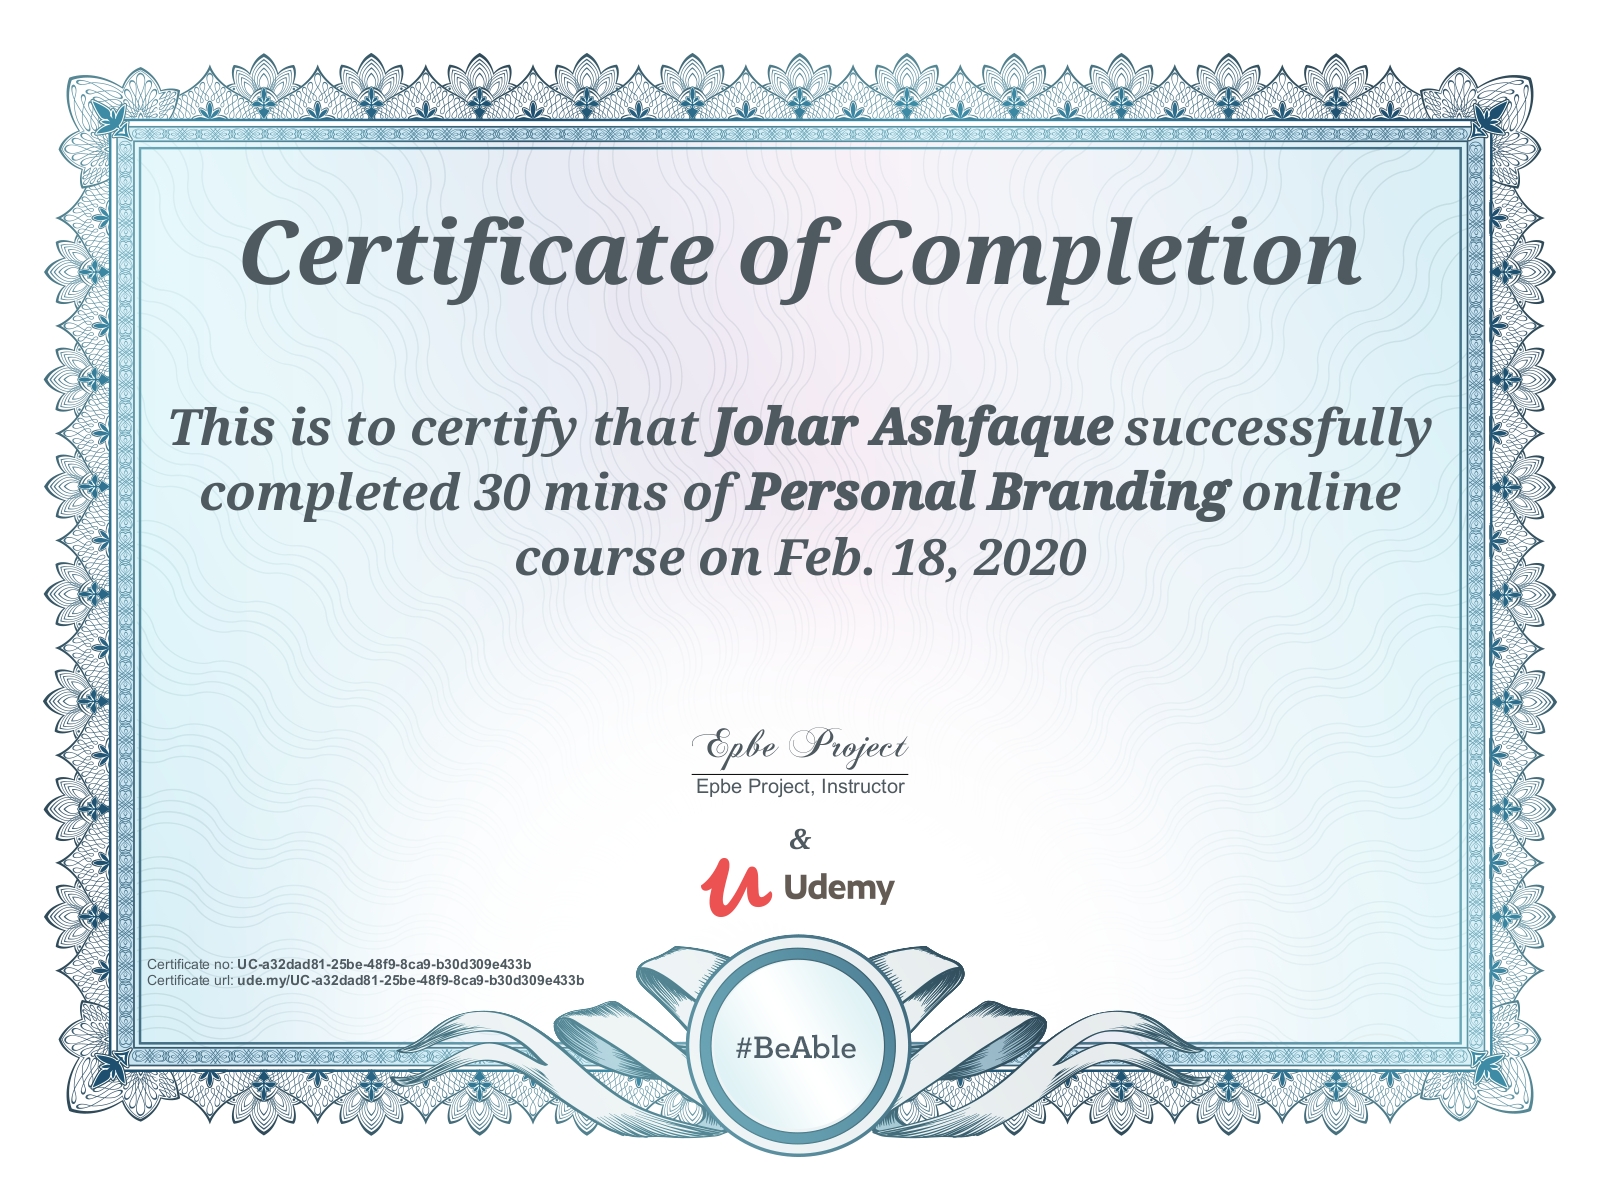 Certificate of Completion
This is to certify that Johar Ashfaque successfully
completed 30 mins of Personal Branding online
course on Feb. 18, 2020
Epbe Project
Epbe Project, Instructor
&
Udemy
Certificate no: UC-a32dad81-25be-48f9-8ca9-b30d309e433b
Certificate url: ude.my/UC-a32dad81-25be-48f9-8ca9-b30d309e433b
#BeAble